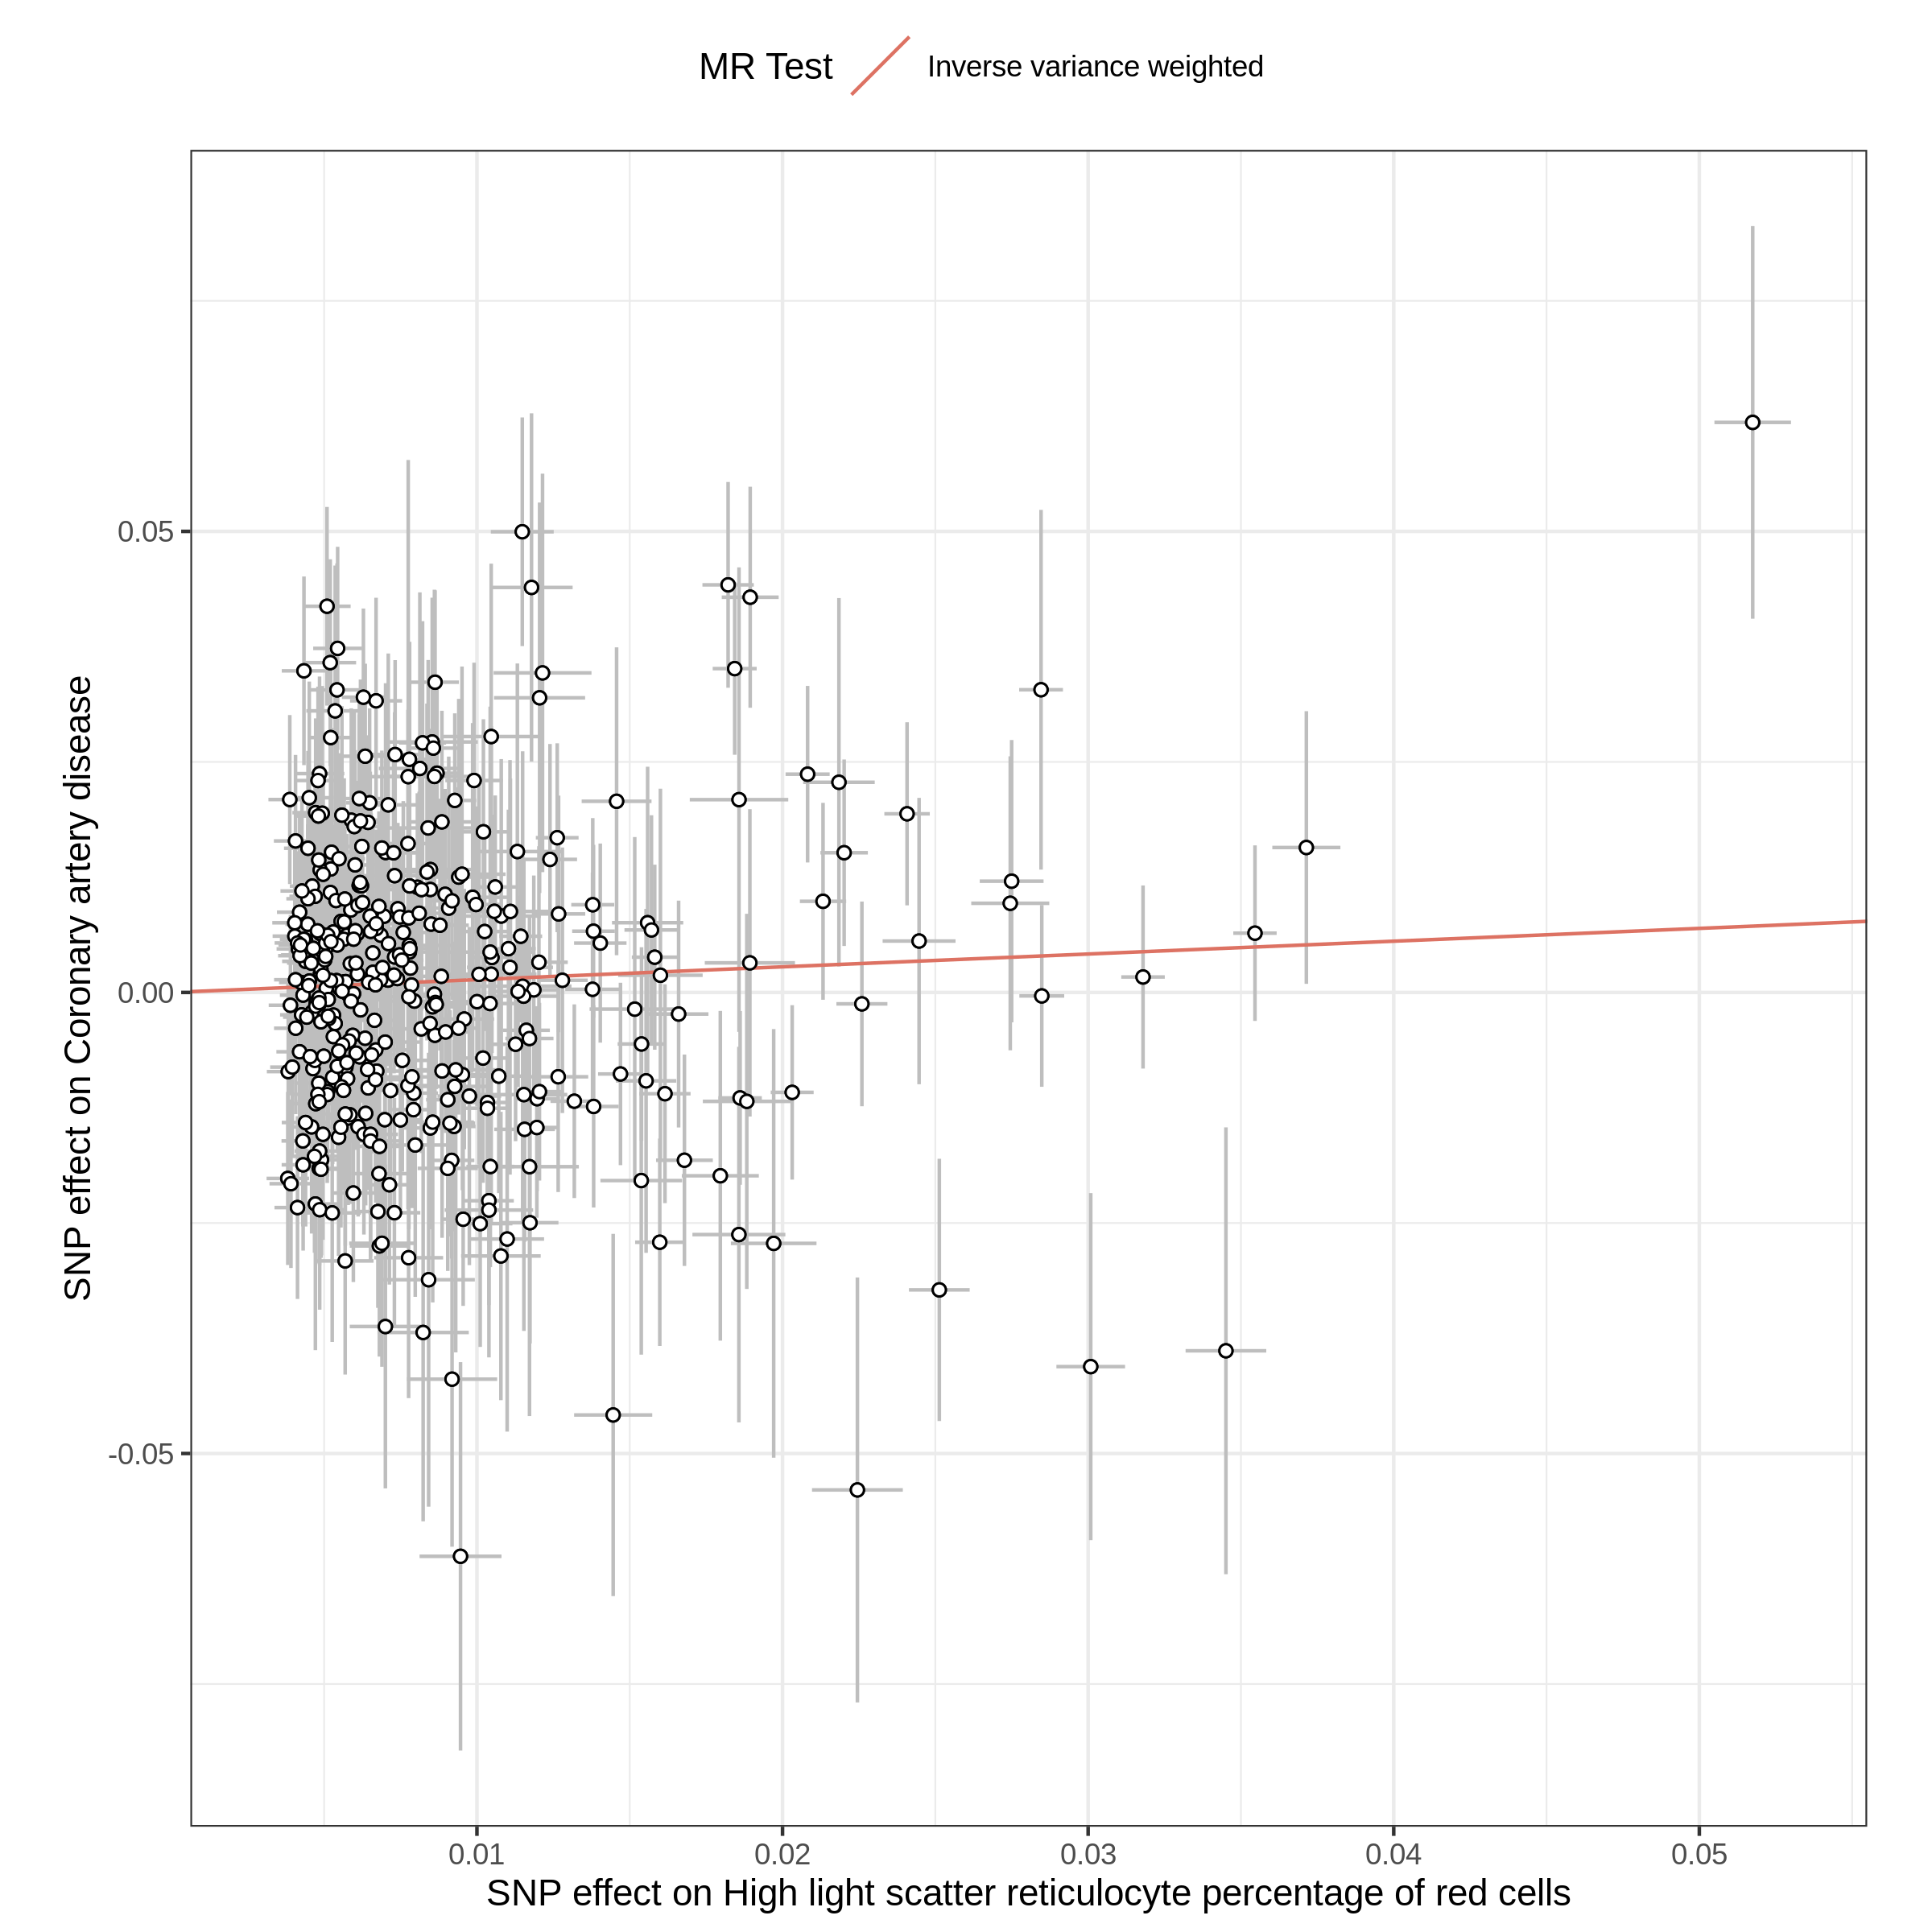 MR Test Inverse variance weighted
SNP effect on Coronary artery disease
0.05
0.00
-0.05
0.01 0.02 0.03 0.04 0.05
SNP effect on High light scatter reticulocyte percentage of red cells